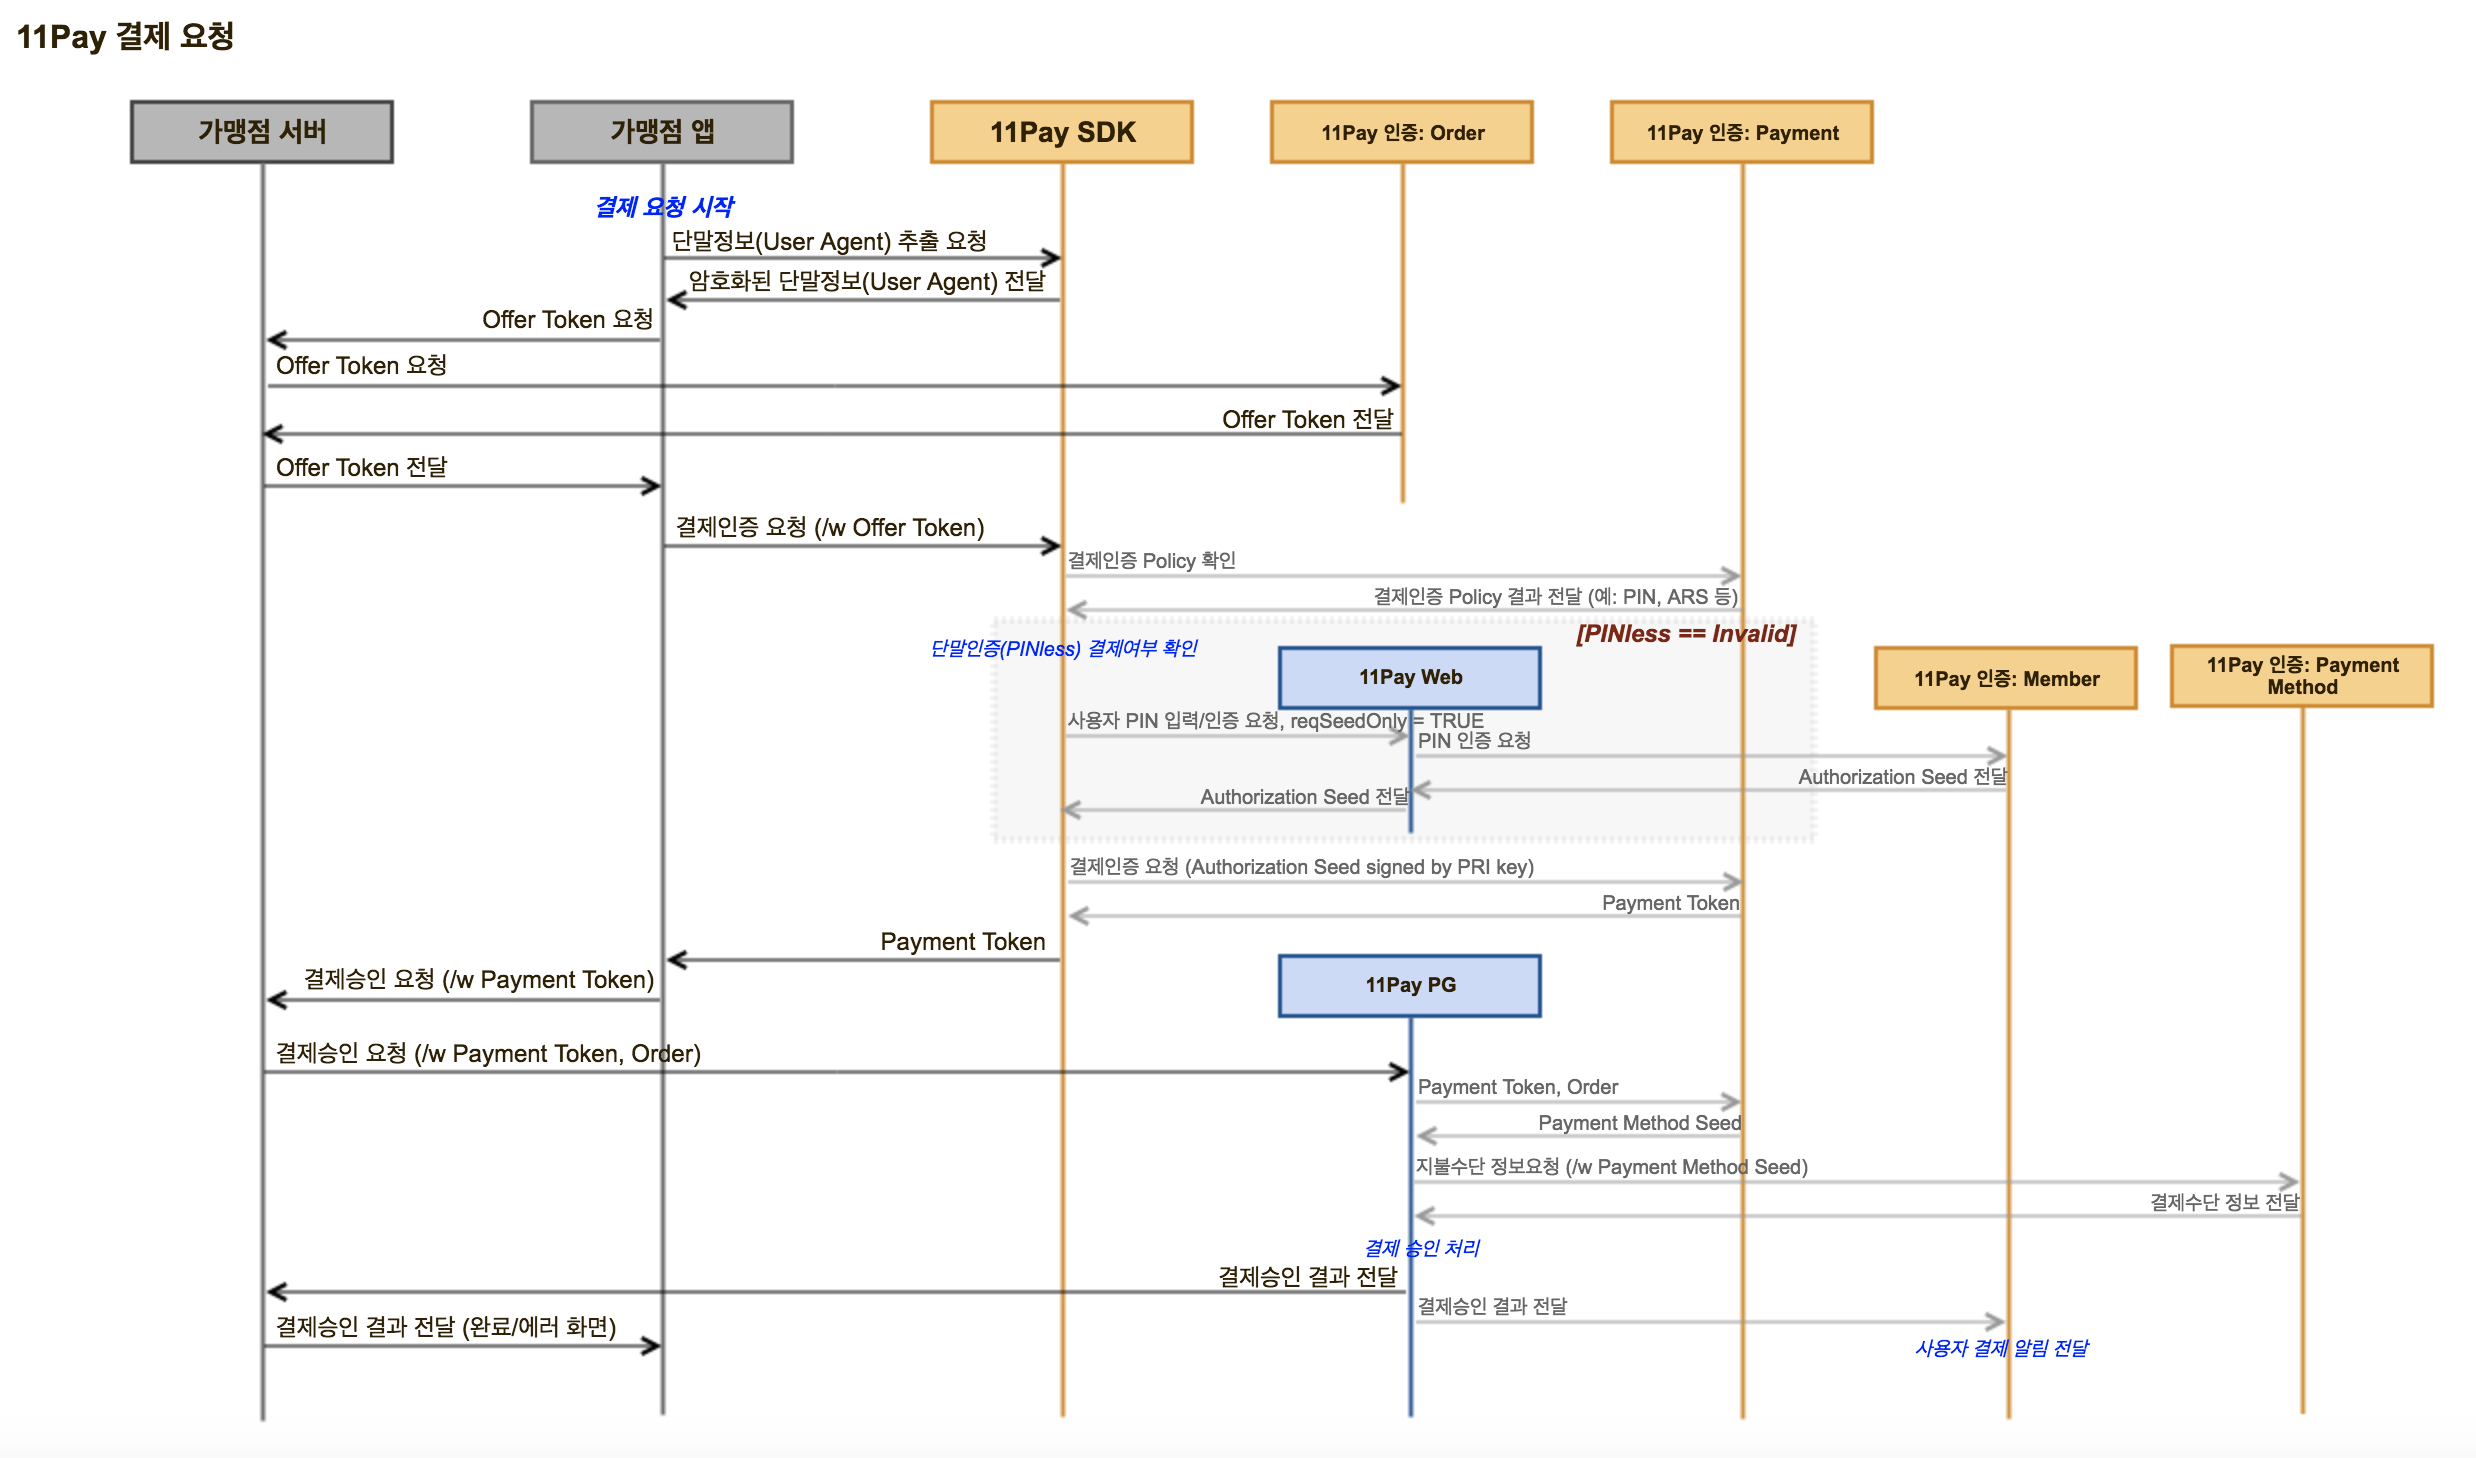 11Pay 결제 요청
가맹점 서버
가맹점 앱
11Pay SDK
11Pay 인증: Order
11Pay 인증: Payment
결제 요청 시작
단말정보(User Agent) 추출 요청
암호화된 단말정보(User Agent) 전달
Offer Token 요청
Offer Token 요청
Offer Token 전달
Offer Token 전달
결제인증 요청 (/w Offer Token)
결제인증 Policy 확인
결제인증 Policy 결과 전달 (예: PIN, ARS 등)
[PINless == Invalid]
단말인증(PINless) 결제여부 확인
11Pay Web
11Pay 인증: Member
11Pay 인증: Payment
Method
사용자 PIN 입력/인증 요청, reqSeedOnly = TRUE
PIN 인증 요청
Authorization Seed 전달
Authorization Seed 전달
결제인증 요청 (Authorization Seed signed by PRI key)
Payment Token
Payment Token
결제승인 요청 (/w Payment Token)
11Pay PG
결제승인 요청 (/w Payment Token, Order)
Payment Token, Order
Payment Method Seed
지불수단 정보요청 (/w Payment Method Seed)
결제수단 정보 전달
결제 승인 처리
결제승인 결과 전달
결제승인 결과 전달
결제승인 결과 전달 (완료/에러 화면)
사용자 결제 알림 전달